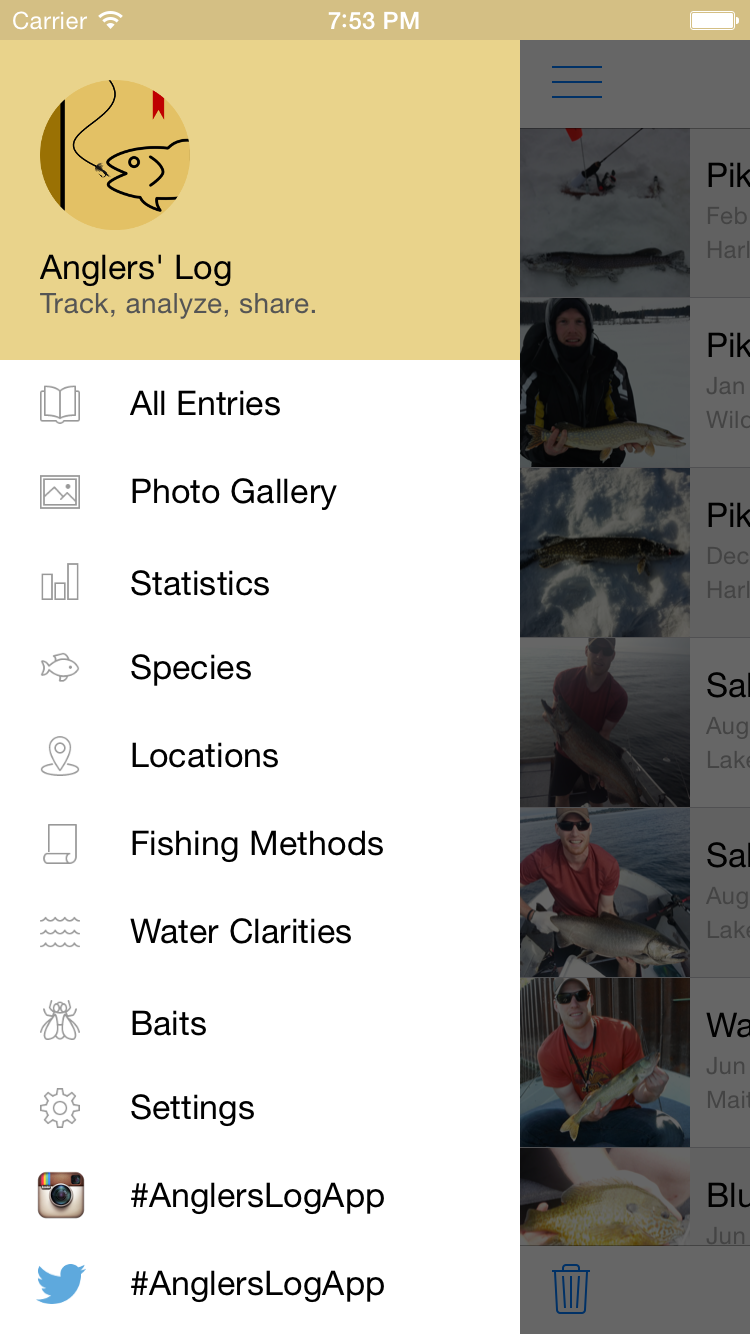 Carrier
7:53 PM
Anglers' Log
Track, analyze, share.
All Entries
Photo Gallery
Statistics
Species
Locations
Fishing Methods
Water Clarities
Baits
Settings
#AnglersLogApp
#AnglersLogApp
Pik
Feb
Harl
Pik
Jan
Wild
Pik
Dec
Harl
Sal
Aug
Lake
Sal
Aug
Lake
Wa
Jun
Mait
Blu
Jun